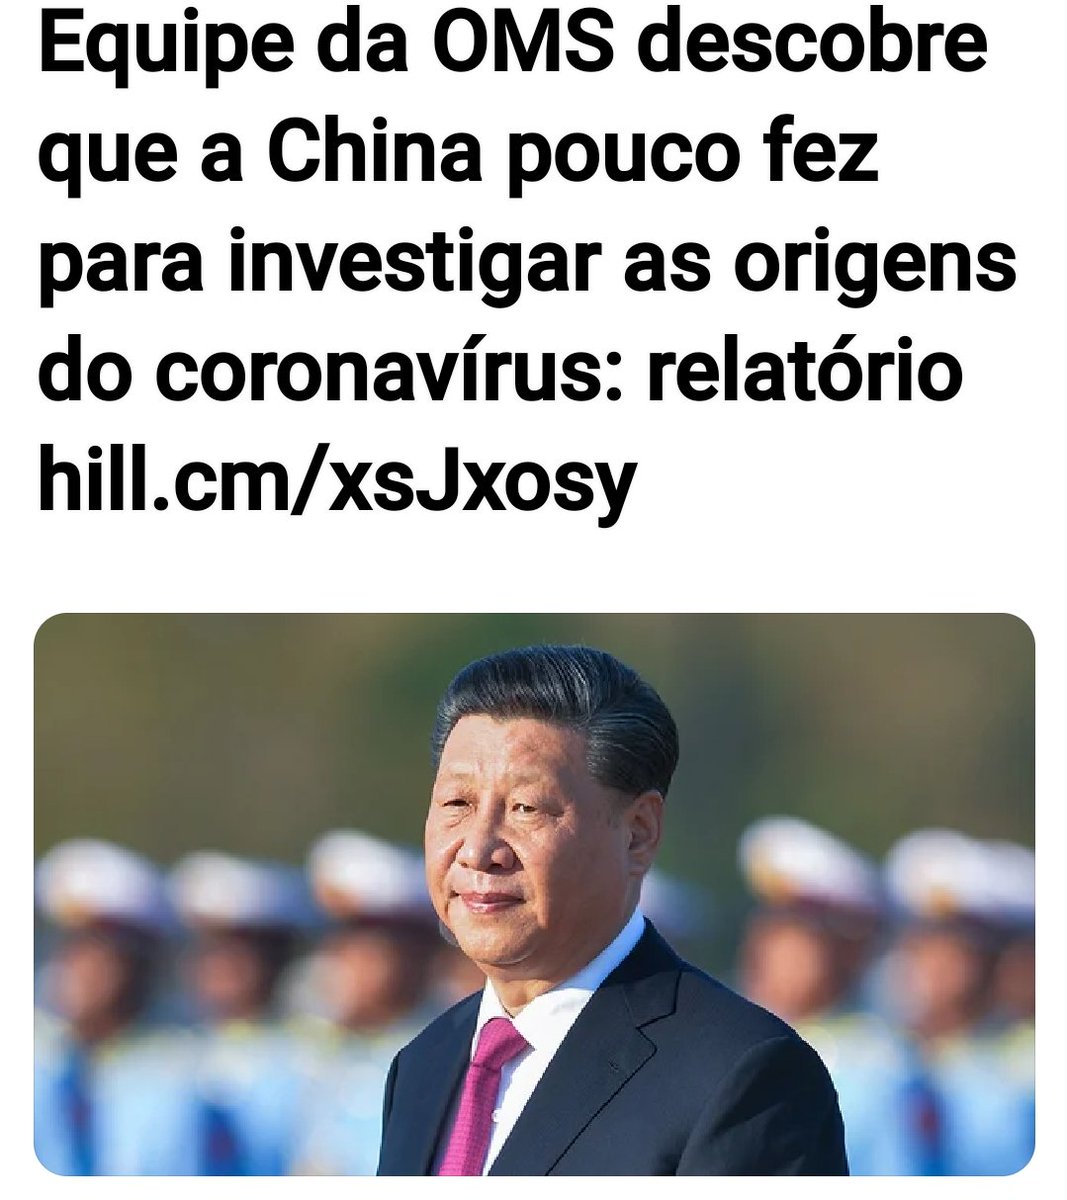 Equipe da OMS descobre
que a China pouco fez
para investigar as origens
do coronavírus: relatório
hill.cm/xsJxosy